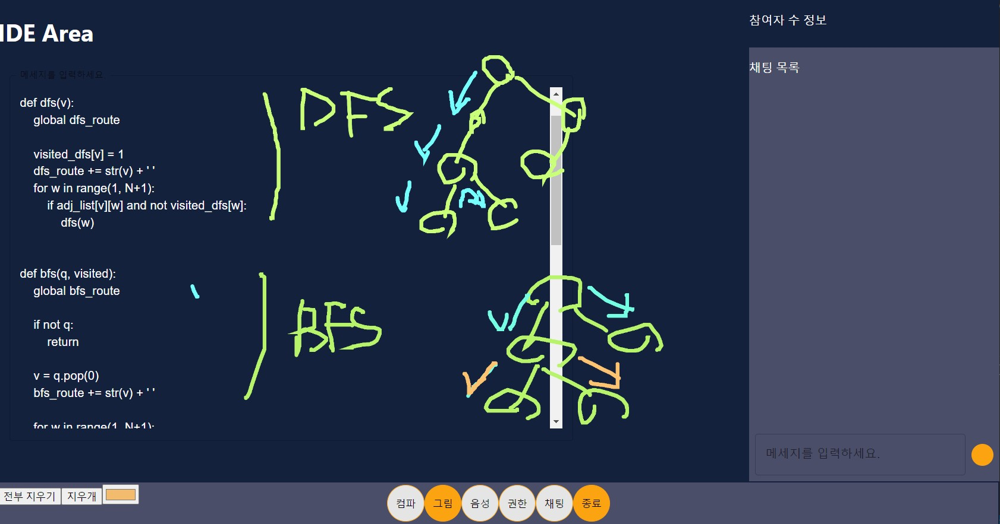 IDE Area
메세지를 입력하세요
def dfs(v):
global dfs_route
visited_dfs[v] = 1
dfs_route += str(v) + ' '
for w in range(1, N+1):
if adj_list[v][w] and not visited_dfs[w]:
dfs(w)
def bfs(q, visited):
global bfs_route
if not q:
return
v = q.pop(0)
bfs_route += str(v) + ' '
for w in range(1, N+1):
DFS
BFS
참여자 수 정보
채팅 목록
메세지를 입력하세요.
전부 지우기 지우개
컴파 그림 음성 권한 채팅 종료